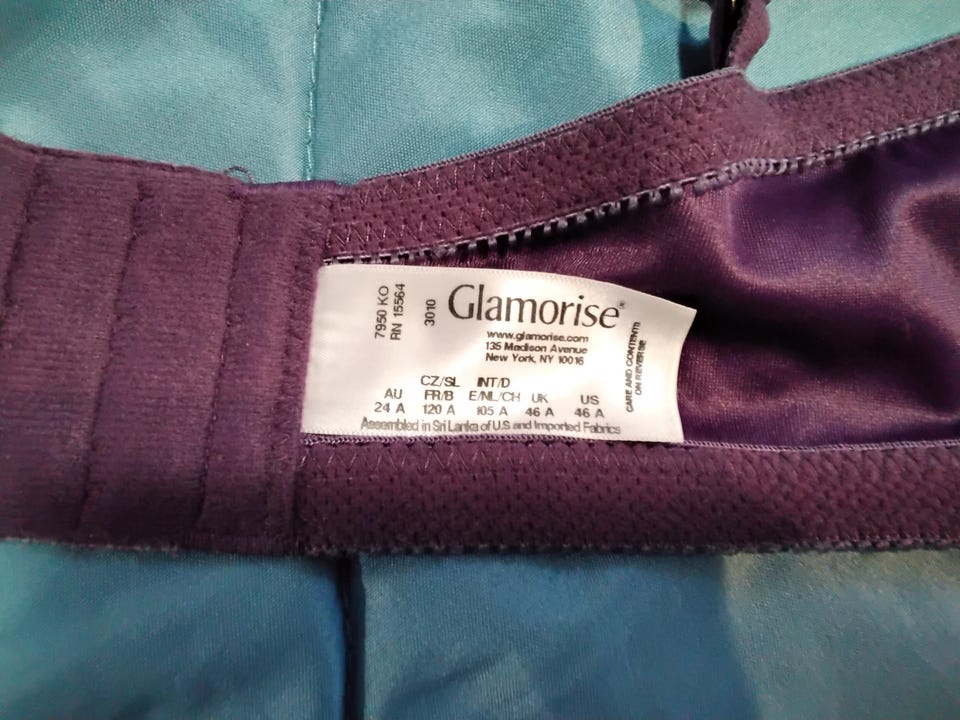 7950 KO
RN 15564
3010
Glamorise®
www.glamorise.com
135 Madison Avenue
New York, NY 10016
CZ/SL INT/D
AU FR/B E/NL/CH UK US
24 A 120 A 105 A 46 A 46 A
Assembled in Sri Lanka of U.S and Imported Fabrics
CARE AND CONTENT
ON REVERSE